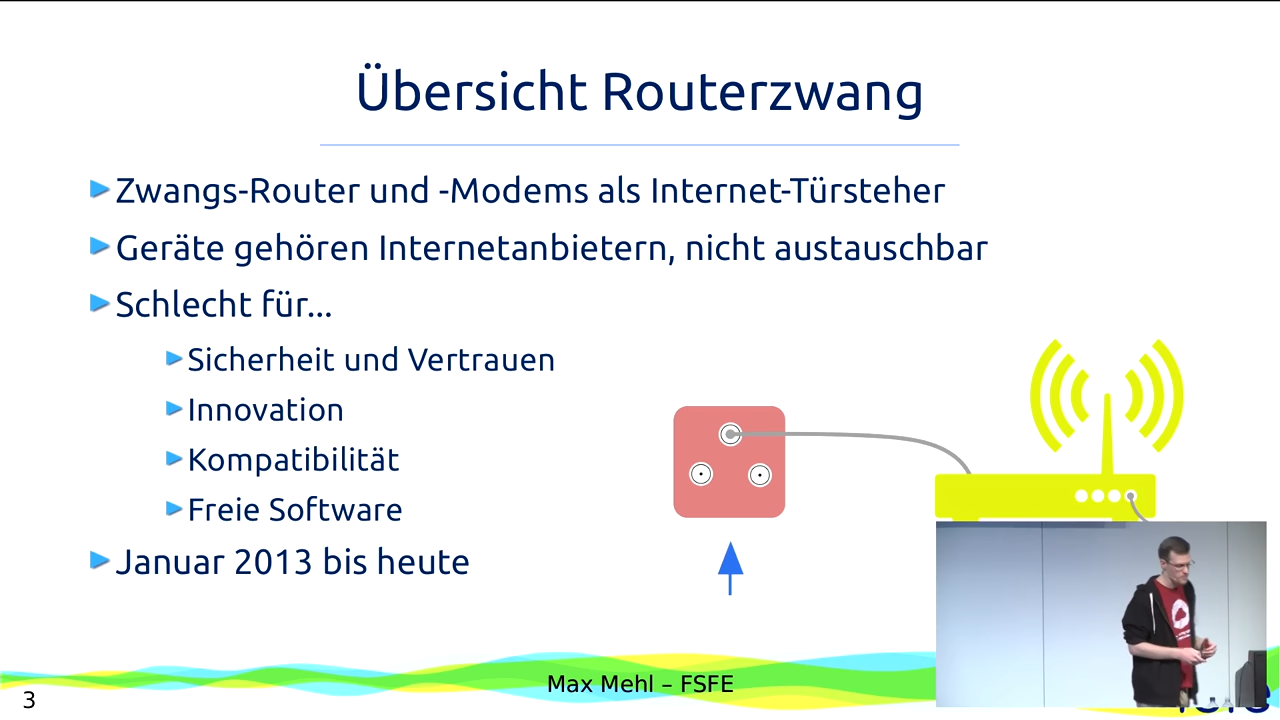 Übersicht Routerzwang
Zwangs-Router und -Modems als Internet-Türsteher
Geräte gehören Internetanbietern, nicht austauschbar
Schlecht für...
Sicherheit und Vertrauen
Innovation
Kompatibilität
Freie Software
Januar 2013 bis heute
Max Mehl – FSFE
3